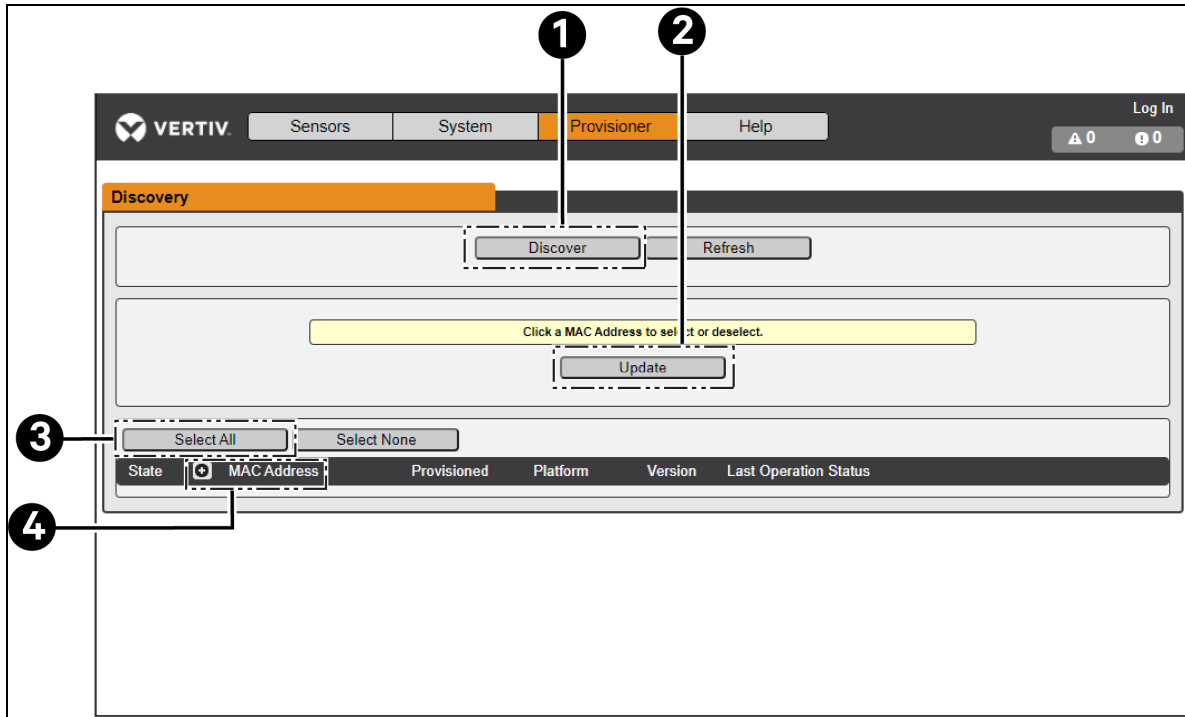 1 2
VERTIV. Sensors System Provisioner Help Log In
0 0
Discovery
Discover Refresh
Click a MAC Address to select or deselect.
Update
3 Select All Select None
State MAC Address Provisioned Platform Version Last Operation Status
4